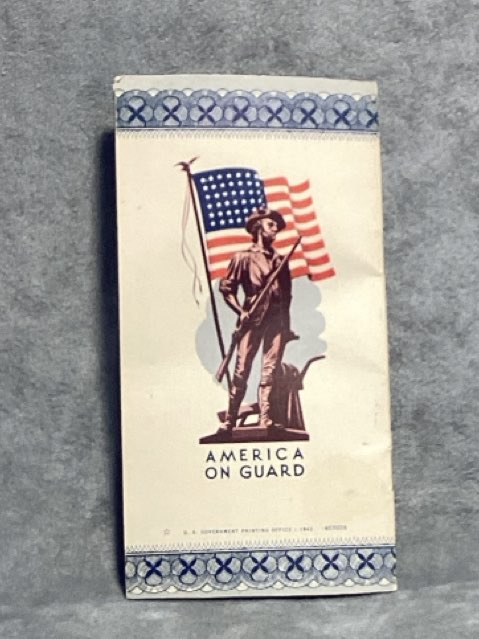 AMERICA
ON GUARD
U. S. GOVERNMENT PRINTING OFFICE : 1942